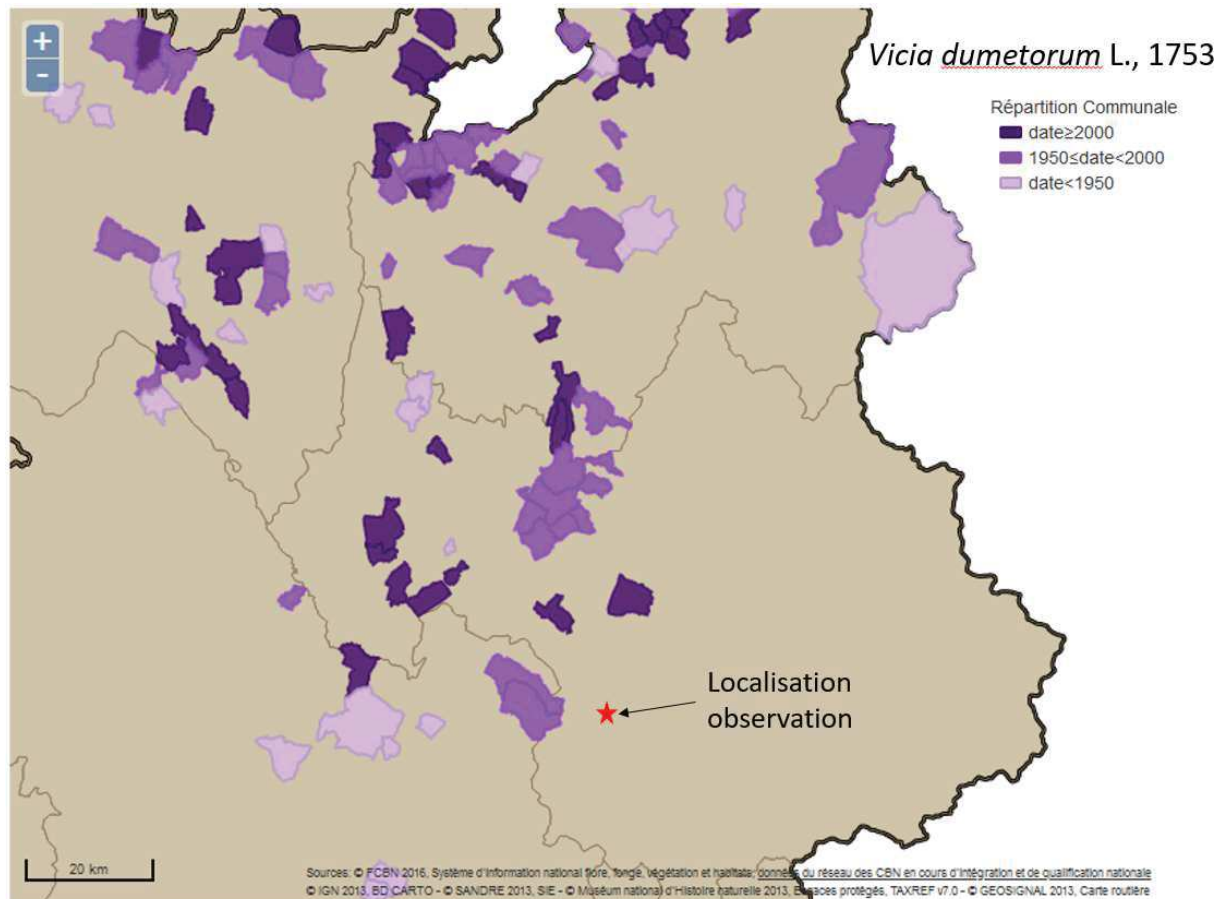 +
-
Vicia dumetorum L., 1753
Répartition Communale
date≥2000
1950≤date<2000
date<1950
Localisation
observation
20 km
Sources: © FCBN 2016, Système d'information national flore, fonge, végétation et habitats; données du réseau des CBN en cours d'intégration et de qualification nationale
© IGN 2013, BD CARTO - © SANDRE 2013, SIE - © Muséum national d'Histoire naturelle 2013, Espaces protégés, TAXREF v7.0 - © GEOSIGNAL 2013, Carte routière